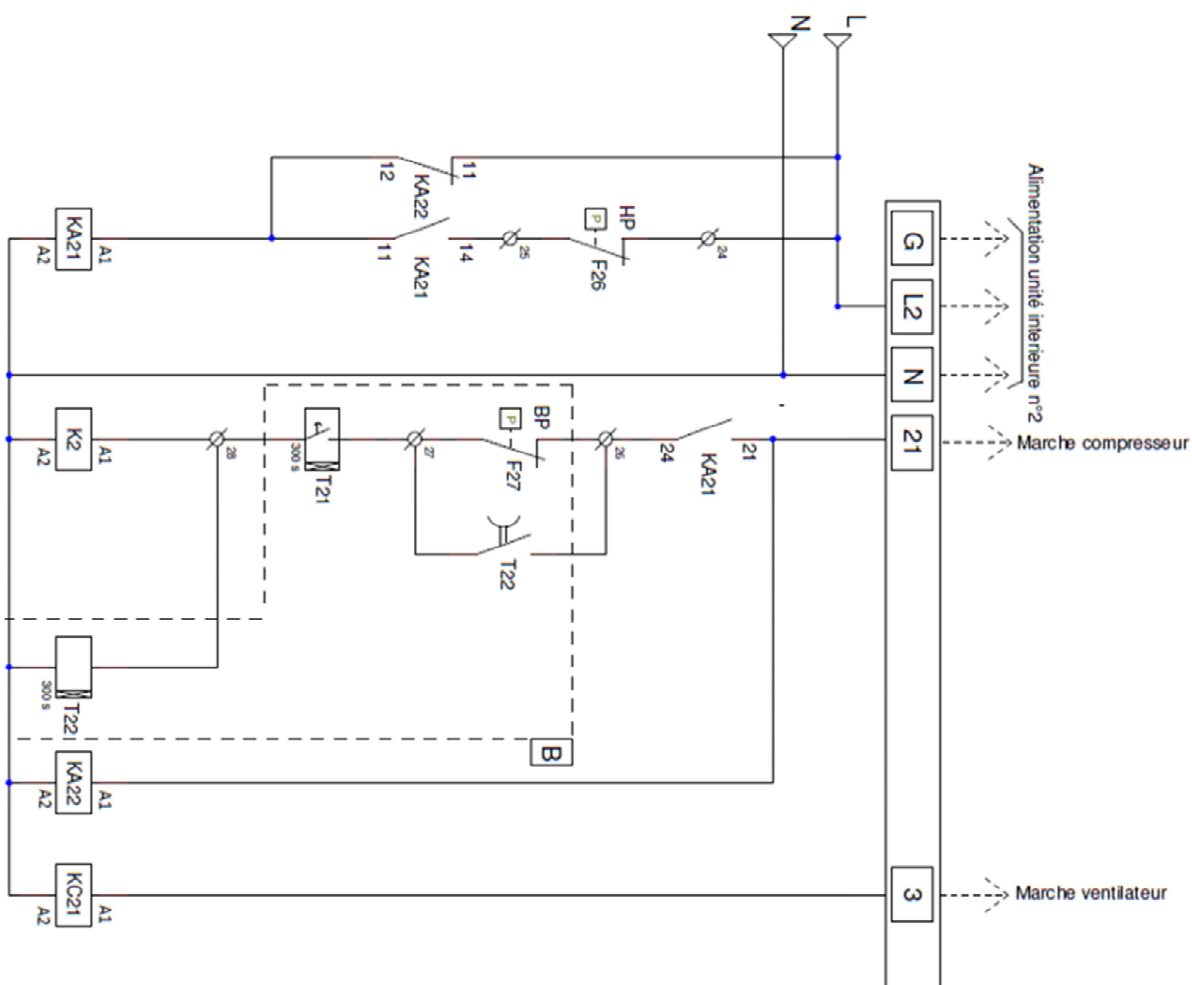 N
L
Alimentation unité interieure n°2
G
L2
N
21
Marche compresseur
3
Marche ventilateur
12
11
KA22
KA21
A2
A1
11
14
KA21
25
HP
P
F26
24
K2
A2
A1
28
300 s
T21
27
BP
P
F27
26
24
21
KA21
T22
300 s
T22
B
KA22
A2
A1
KC21
A2
A1